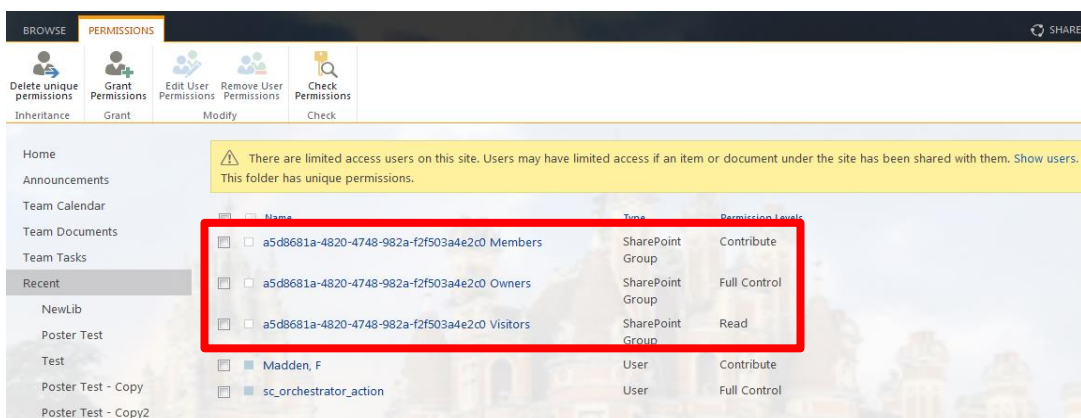 BROWSE PERMISSIONS SHARE
Delete unique permissions
Grant Permissions
Edit User Permissions
Remove User Permissions
Check Permissions
Inheritance Grant Modify Check
Home
Announcements
Team Calendar
Team Documents
Team Tasks
Recent
NewLib
Poster Test
Test
Poster Test - Copy
Poster Test - Copy2
There are limited access users on this site. Users may have limited access if an item or document under the site has been shared with them. Show users.
This folder has unique permissions.
Name Type Permission Levels
a5d8681a-4820-4748-982a-f2f503a4e2c0 Members SharePoint Group Contribute
a5d8681a-4820-4748-982a-f2f503a4e2c0 Owners SharePoint Group Full Control
a5d8681a-4820-4748-982a-f2f503a4e2c0 Visitors SharePoint Group Read
Madden, F User Contribute
sc_orchestrator_action User Full Control